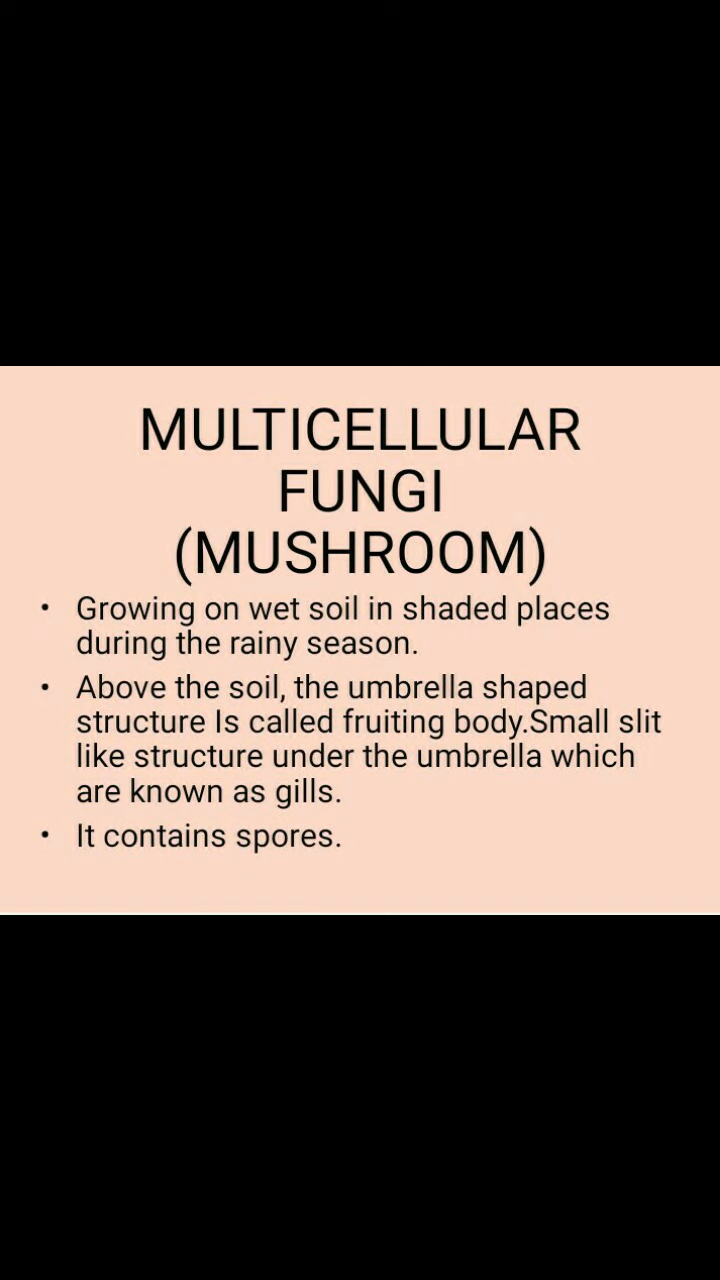 MULTICELLULAR
FUNGI
(MUSHROOM)
• Growing on wet soil in shaded places
during the rainy season.
• Above the soil, the umbrella shaped
structure Is called fruiting body.Small slit
like structure under the umbrella which
are known as gills.
• It contains spores.